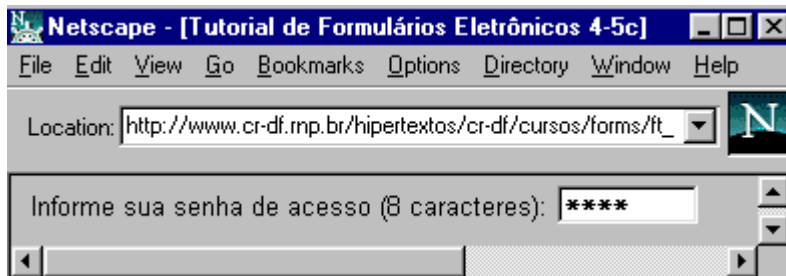 Netscape - [Tutorial de Formulários Eletrônicos 4-5c]
File Edit View Go Bookmarks Options Directory Window Help
Location: http://www.cr-df.rnp.br/hipertextos/cr-df/cursos/forms/ft_
N
Informe sua senha de acesso (8 caracteres): ****